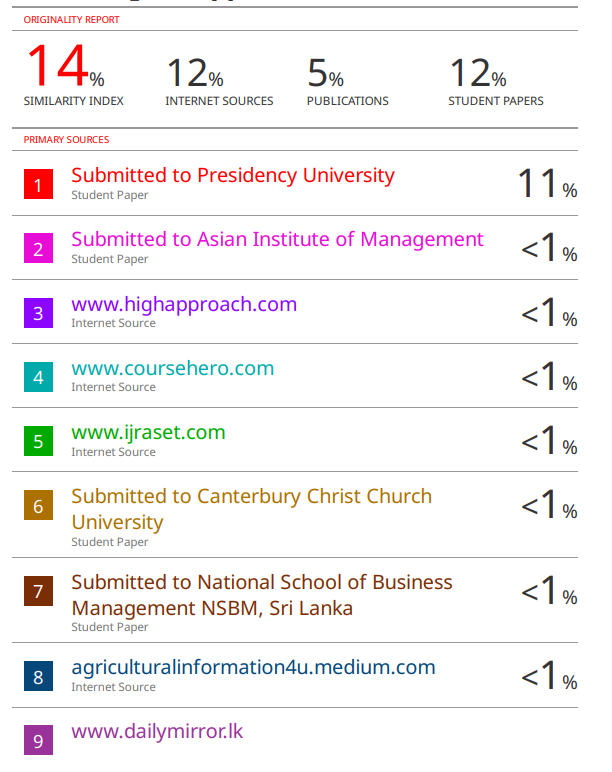 ORIGINALITY REPORT
14%
SIMILARITY INDEX
12%
INTERNET SOURCES
5%
PUBLICATIONS
12%
STUDENT PAPERS
PRIMARY SOURCES
1
Submitted to Presidency University
Student Paper
11%
2
Submitted to Asian Institute of Management
Student Paper
<1%
3
www.highapproach.com
Internet Source
<1%
4
www.coursehero.com
Internet Source
<1%
5
www.ijraset.com
Internet Source
<1%
6
Submitted to Canterbury Christ Church
University
Student Paper
<1%
7
Submitted to National School of Business
Management NSBM, Sri Lanka
Student Paper
<1%
8
agriculturalinformation4u.medium.com
Internet Source
<1%
9
www.dailymirror.lk